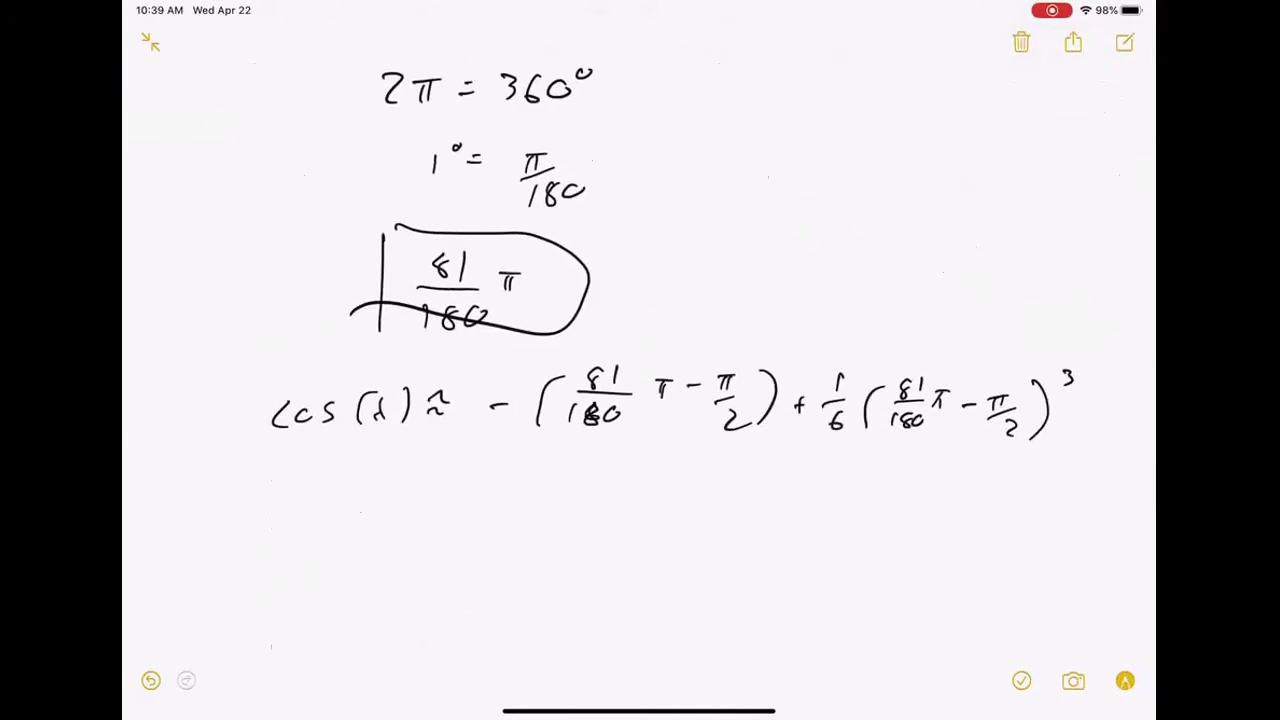 10:39 AM Wed Apr 22 98%
2π = 360°
1° = π/180
81/180 π
cos(x) ≈ - (81/180 π - π/2) + 1/6 (81/180 π - π/2)³